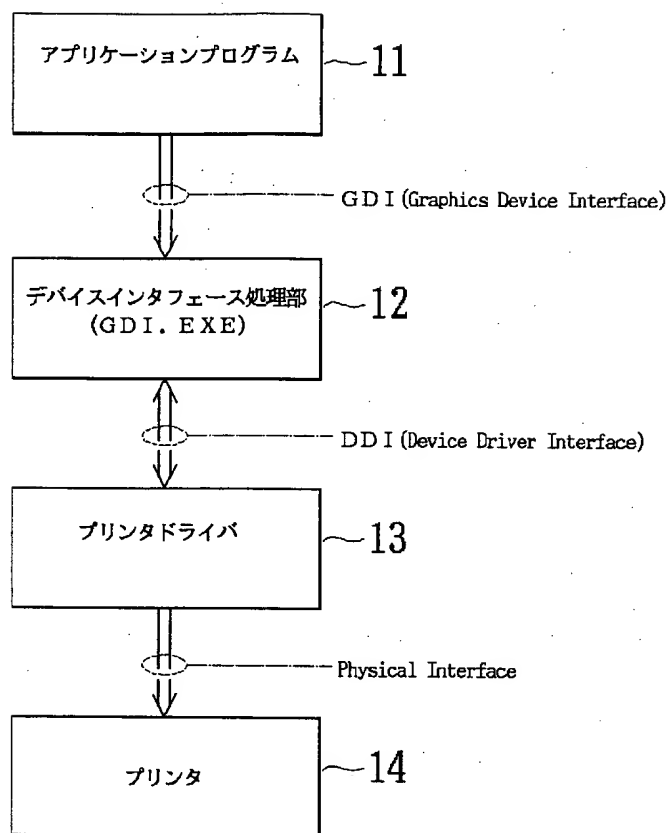 アプリケーションプログラム
11
GDI(Graphics Device Interface)
デバイスインタフェース処理部
(GDI.EXE)
12
DDI(Device Driver Interface)
プリンタドライバ
13
Physical Interface
プリンタ
14